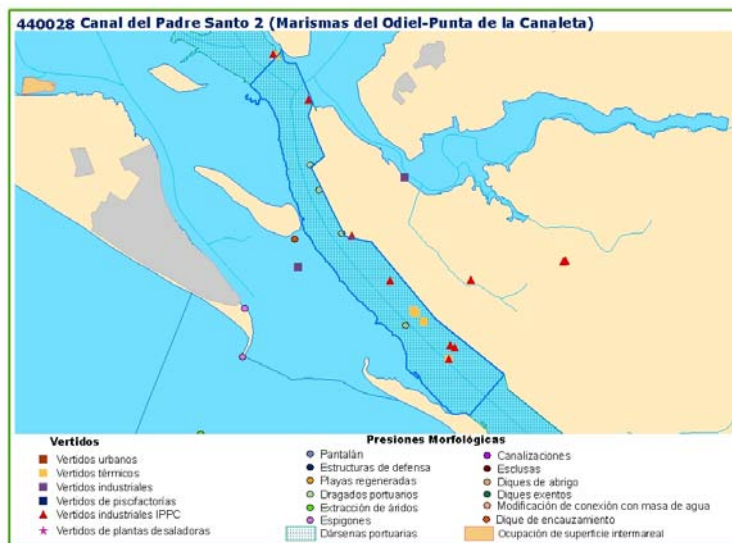 440028 Canal del Padre Santo 2 (Marismas del Odiel-Punta de la Canaleta)
Vertidos
Vertidos urbanos
Vertidos térmicos
Vertidos industriales
Vertidos de piscifactorías
Vertidos industriales IPPC
Vertidos de plantas desaladoras
Presiones Morfológicas
Pantalán
Estructuras de defensa
Playas regeneradas
Dragados portuarios
Extracción de áridos
Espigones
Dársenas portuarias
Canalizaciones
Esclusas
Diques de abrigo
Diques exentos
Modificación de conexión con masa de agua
Dique de encauzamiento
Ocupación de superficie intermareal